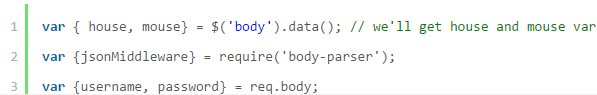 1 var { house, mouse} = $('body').data(); // we'll get house and mouse var
2 var {jsonMiddleware} = require('body-parser');
3 var {username, password} = req.body;